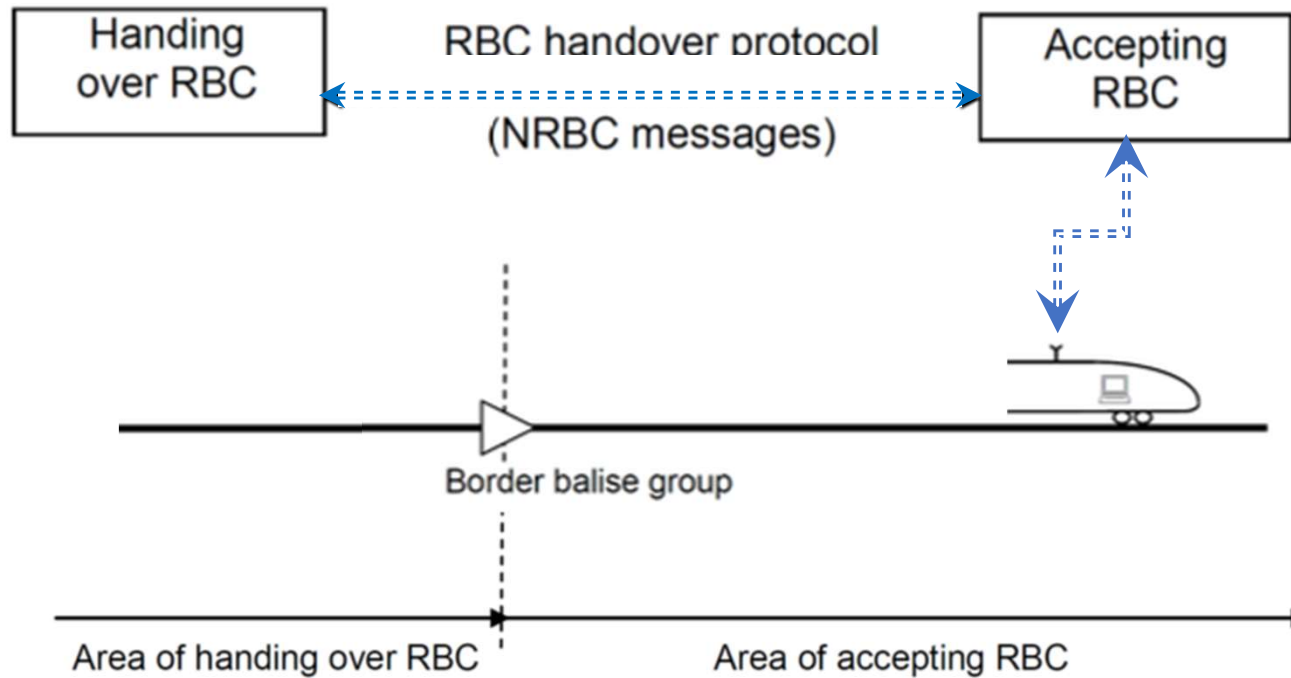 Handing
over RBC
RBC handover protocol
(NRBC messages)
Accepting
RBC
Border balise group
Area of handing over RBC
Area of accepting RBC